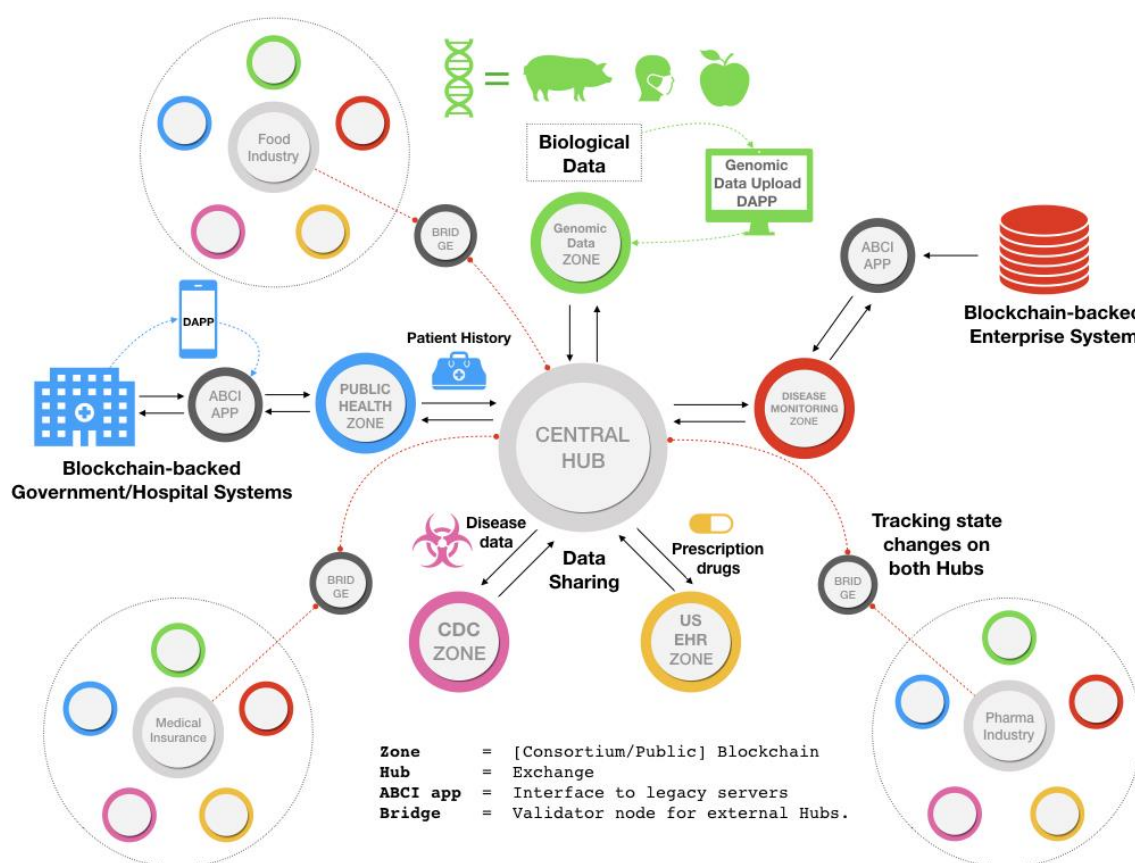 =
Biological
Data
Genomic
Data Upload
DAPP
Food
Industry
BRID
GE
Genomic
Data
ZONE
ABCI
APP
Blockchain-backed
Enterprise System
DAPP
Patient History
ABCI
APP
PUBLIC
HEALTH
ZONE
CENTRAL
HUB
DISEASE
MONITORING
ZONE
Blockchain-backed
Government/Hospital Systems
Disease
data
Data
Sharing
Prescription
drugs
Tracking state
changes on
both Hubs
BRID
GE
BRID
GE
CDC
ZONE
US
EHR
ZONE
Medical
Insurance
Pharma
Industry
Zone = [Consortium/Public] Blockchain
Hub = Exchange
ABCI app = Interface to legacy servers
Bridge = Validator node for external Hubs.